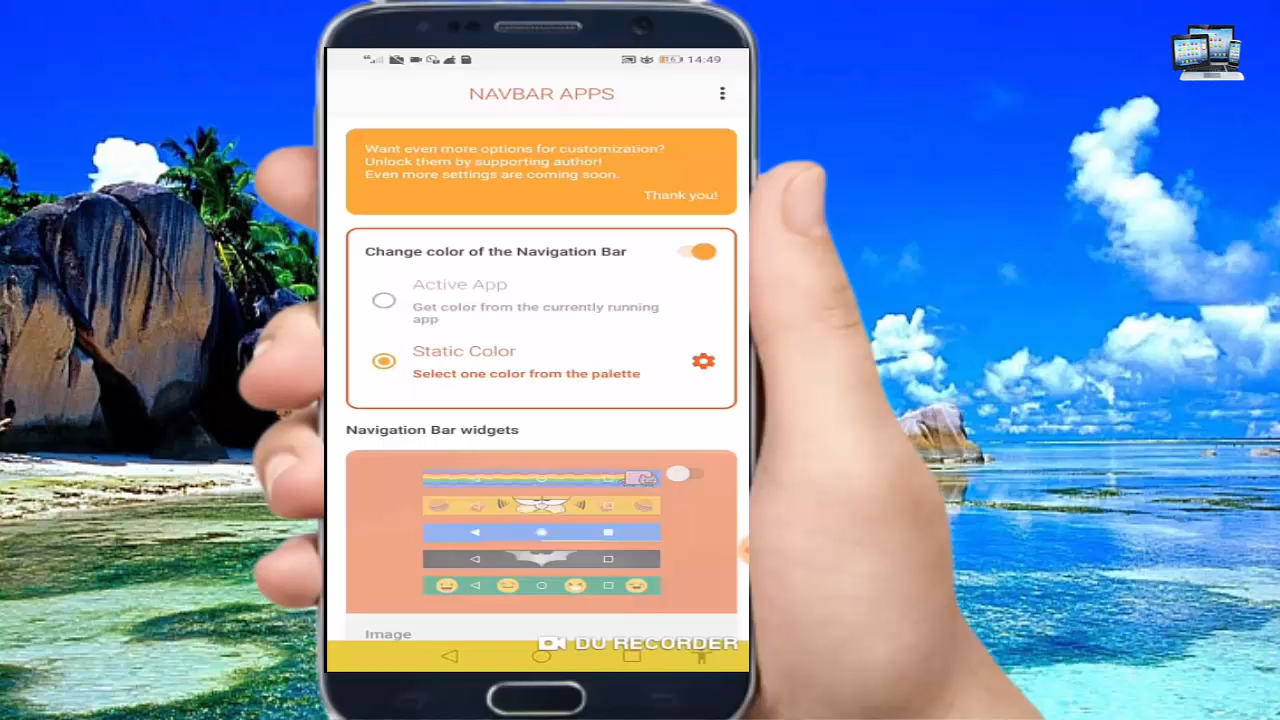 14:49
NAVBAR APPS
Want even more options for customization?
Unlock them by supporting author!
Even more settings are coming soon.
Thank you!
Change color of the Navigation Bar
Active App
Get color from the currently running
app
Static Color
Select one color from the palette
Navigation Bar widgets
Image
DU RECORDER